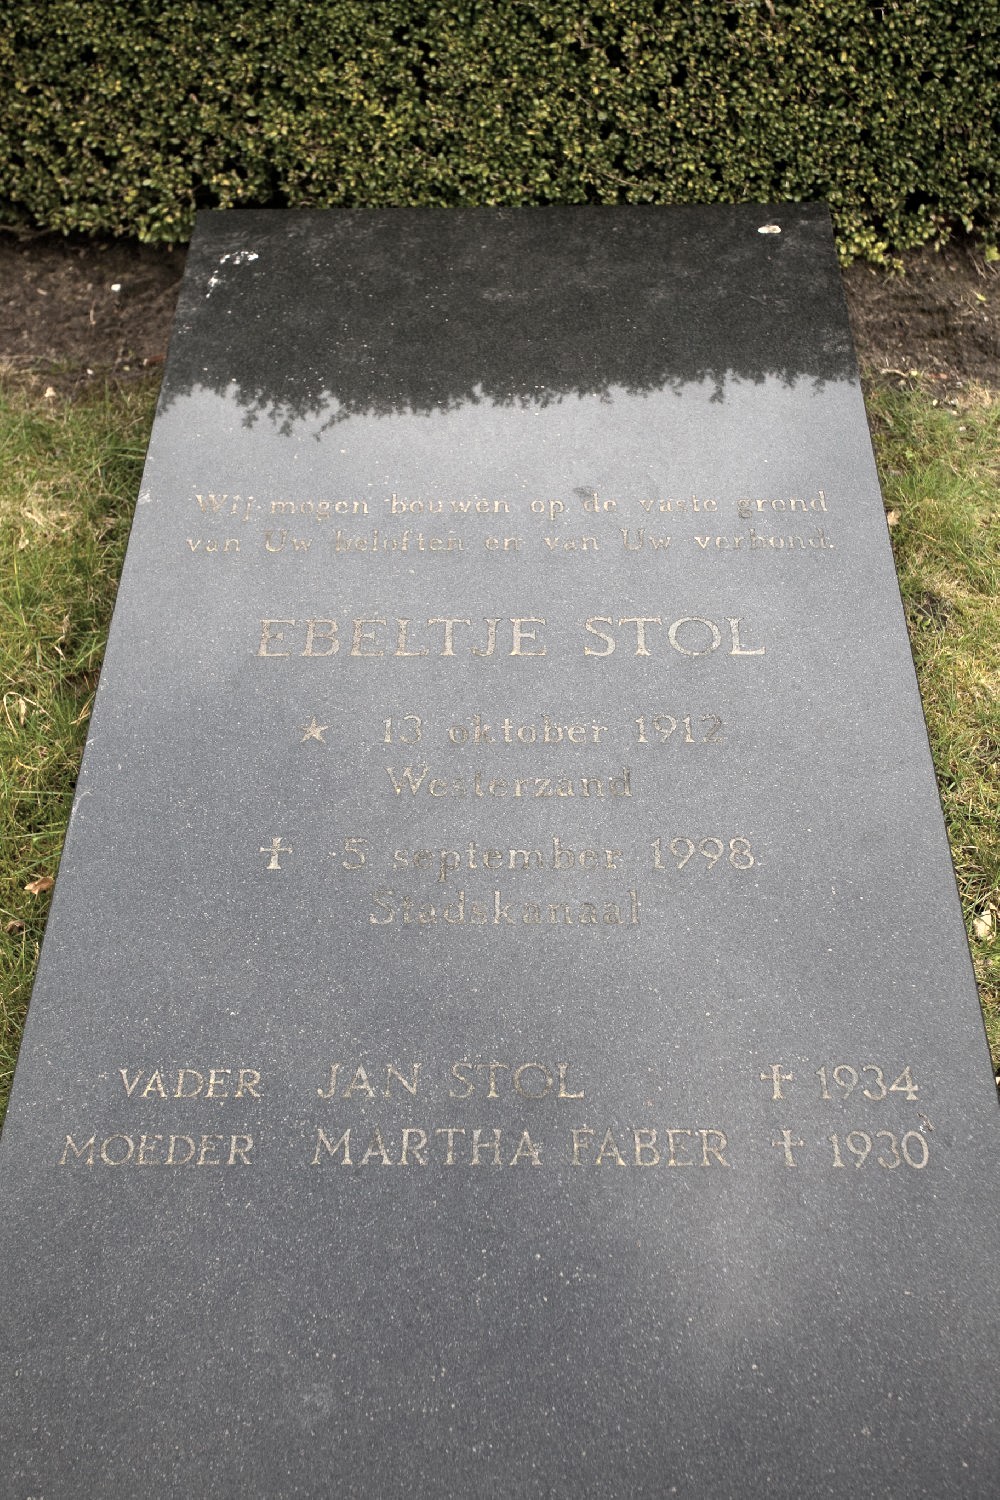 Wij mogen bouwen op de vaste grond
van Uw beloften en van Uw verbond.
EBELTJE STOL
★ 13 oktober 1912
Westerzand
✝ 5 september 1998
Stadskanaal
VADER JAN STOL ✝ 1934
MOEDER MARTHA FABER ✝ 1930